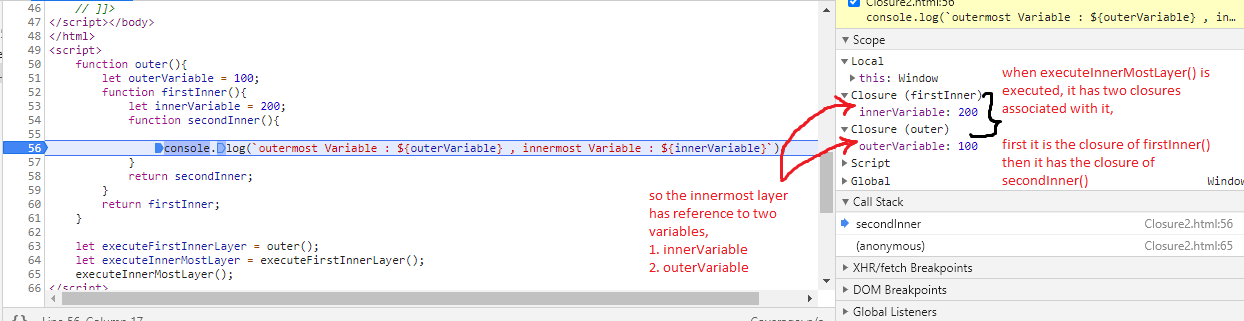 46 // ]]>
47 </script></body>
48 </html>
49 <script>
50 function outer(){
51 let outerVariable = 100;
52 function firstInner(){
53 let innerVariable = 200;
54 function secondInner(){
55
56 console.log(`outermost Variable : ${outerVariable} , innermost Variable : ${innerVariable}`)
57 }
58 return secondInner;
59 }
60 return firstInner;
61 }
62
63 let executeFirstInnerLayer = outer();
64 let executeInnerMostLayer = executeFirstInnerLayer();
65 executeInnerMostLayer();
66 </script>
{} Line 56, Column 17
Coverage: n/a
so the innermost layer
has reference to two
variables,
1. innerVariable
2. outerVariable
Closure2.html:56
console.log(`outermost Variable : ${outerVariable} , in…
Scope
Local
this: Window
Closure (firstInner)
innerVariable: 200
Closure (outer)
outerVariable: 100
Script
Global Window
when executeInnerMostLayer() is
executed, it has two closures
associated with it,
first it is the closure of firstInner()
then it has the closure of
secondInner()
Call Stack
secondInner Closure2.html:56
(anonymous) Closure2.html:65
XHR/fetch Breakpoints
DOM Breakpoints
Global Listeners